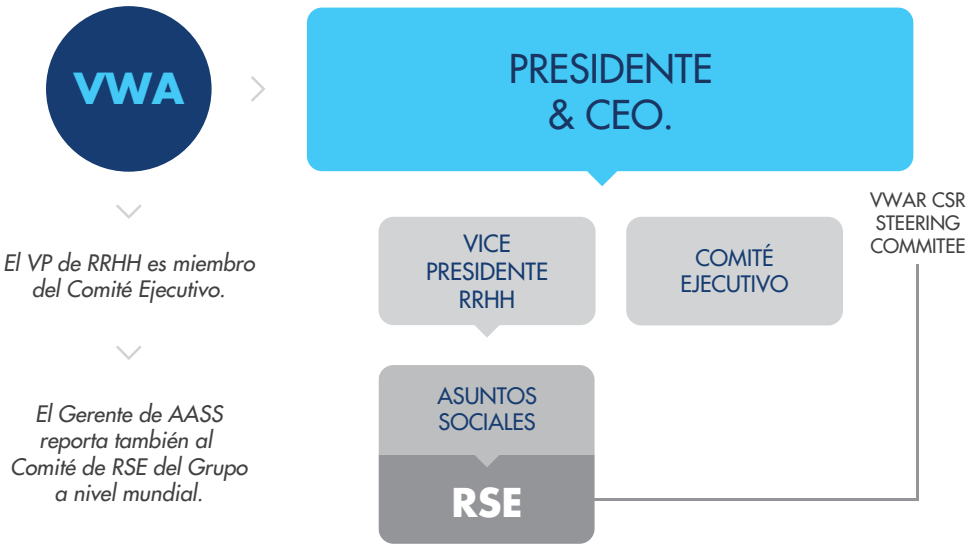 VWA
PRESIDENTE
& CEO.
El VP de RRHH es miembro
del Comité Ejecutivo.
El Gerente de AASS
reporta también al
Comité de RSE del Grupo
a nivel mundial.
VICE
PRESIDENTE
RRHH
COMITÉ
EJECUTIVO
VWAR CSR
STEERING
COMMITEE
ASUNTOS
SOCIALES
RSE